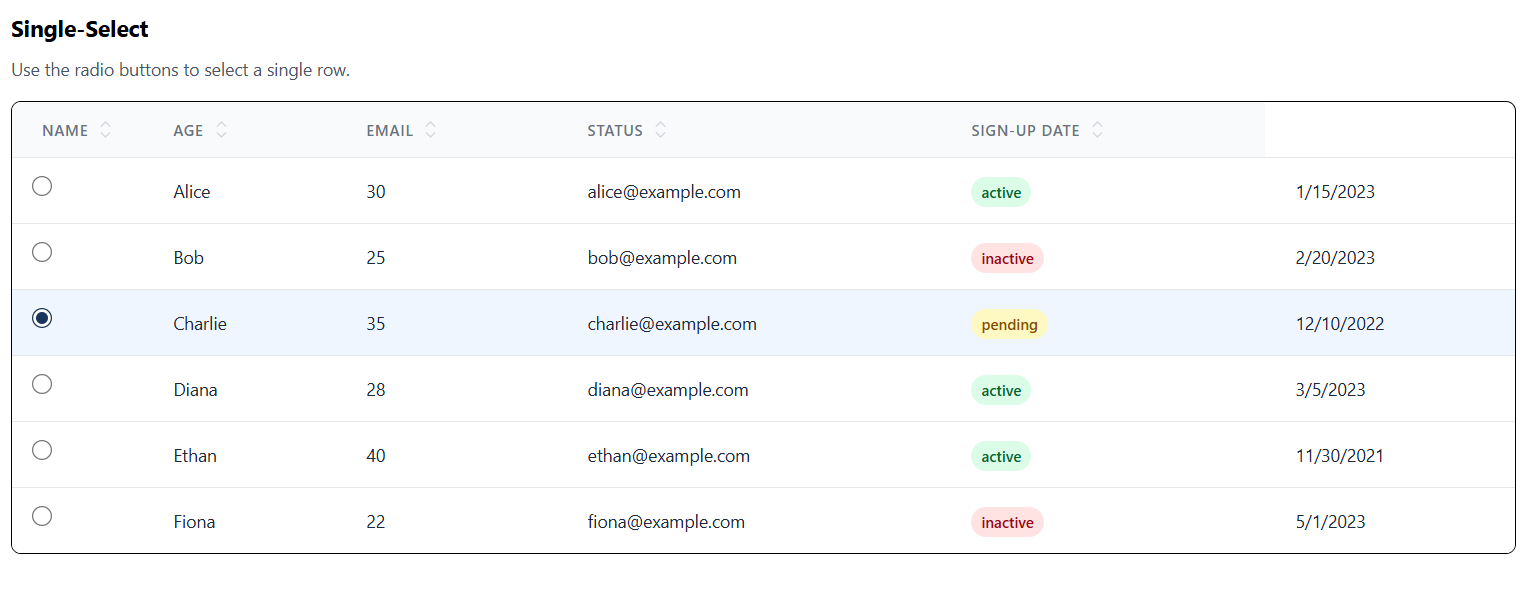 Single-Select
Use the radio buttons to select a single row.
NAME AGE EMAIL STATUS SIGN-UP DATE
Alice 30 alice@example.com active 1/15/2023
Bob 25 bob@example.com inactive 2/20/2023
Charlie 35 charlie@example.com pending 12/10/2022
Diana 28 diana@example.com active 3/5/2023
Ethan 40 ethan@example.com active 11/30/2021
Fiona 22 fiona@example.com inactive 5/1/2023